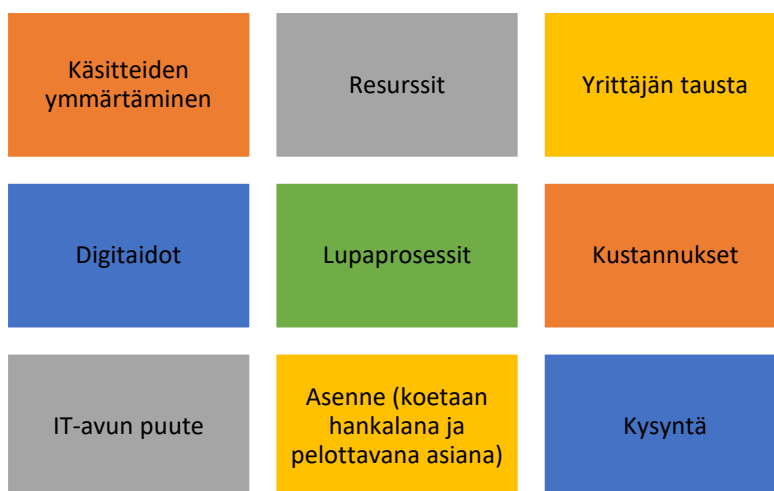 Käsitteiden
ymmärtäminen
Resurssit
Yrittäjän tausta
Digitaidot
Lupaprosessit
Kustannukset
IT-avun puute
Asenne (koetaan
hankalana ja
pelottavana asiana)
Kysyntä